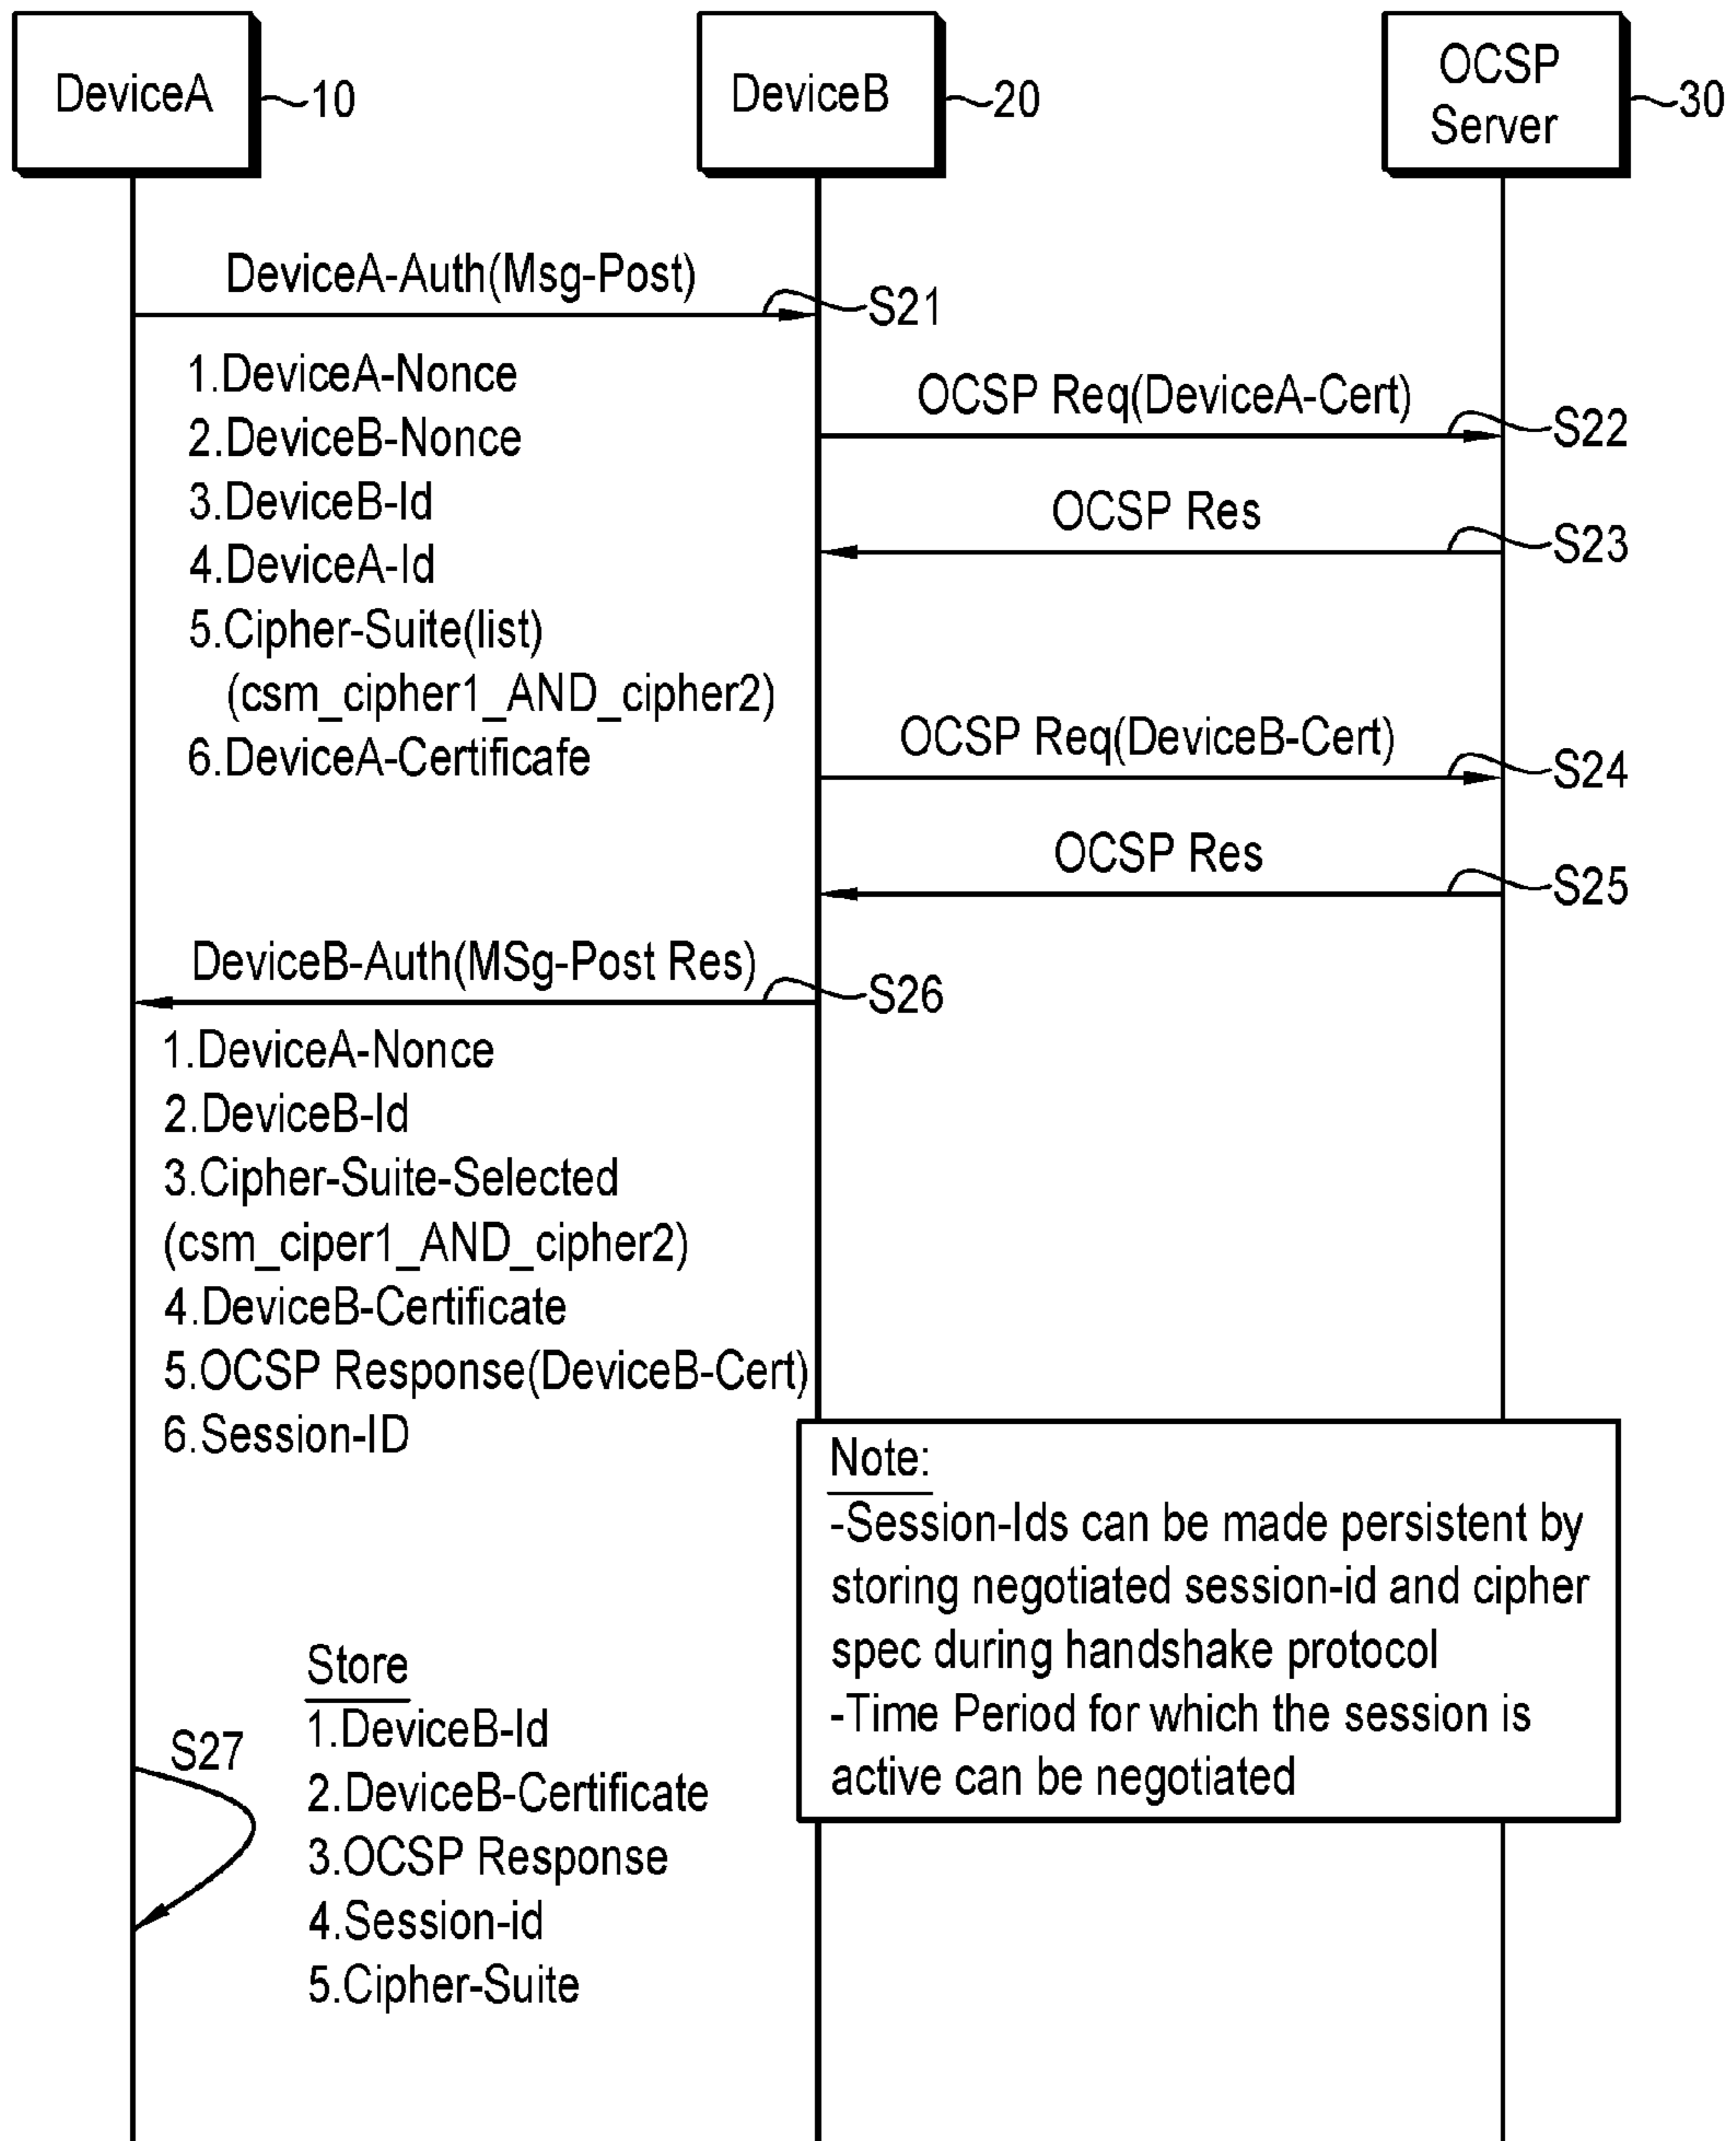 DeviceA
10
DeviceB
20
OCSP
Server
30
DeviceA-Auth(Msg-Post)
S21
1.DeviceA-Nonce
2.DeviceB-Nonce
3.DeviceB-Id
4.DeviceA-Id
5.Cipher-Suite(list)
(csm_cipher1_AND_cipher2)
6.DeviceA-Certificafe
OCSP Req(DeviceA-Cert)
S22
OCSP Res
S23
OCSP Req(DeviceB-Cert)
S24
OCSP Res
S25
DeviceB-Auth(MSg-Post Res)
S26
1.DeviceA-Nonce
2.DeviceB-Id
3.Cipher-Suite-Selected
(csm_ciper1_AND_cipher2)
4.DeviceB-Certificate
5.OCSP Response(DeviceB-Cert)
6.Session-ID
Note:
-Session-Ids can be made persistent by
storing negotiated session-id and cipher
spec during handshake protocol
-Time Period for which the session is
active can be negotiated
S27
Store
1.DeviceB-Id
2.DeviceB-Certificate
3.OCSP Response
4.Session-id
5.Cipher-Suite